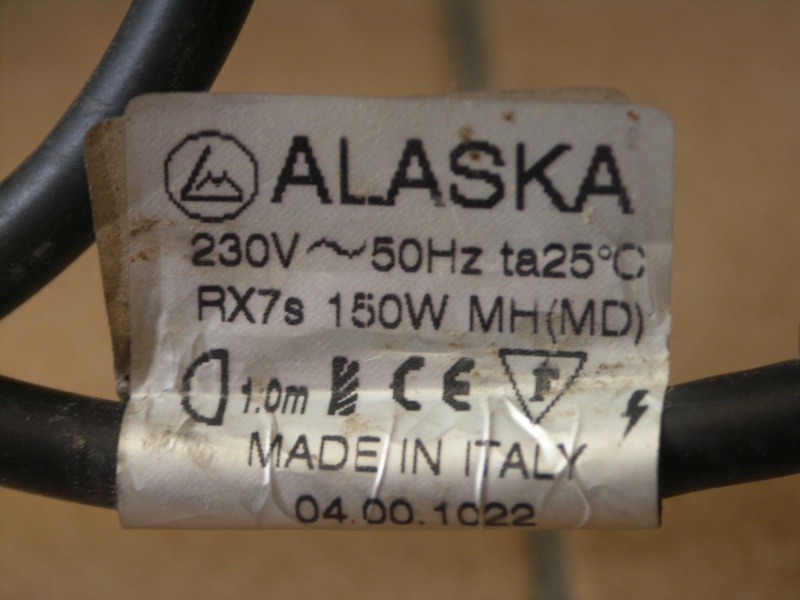 ALASKA
230V ~ 50Hz ta25°C
RX7s 150W MH(MD)
1.0m CE F
MADE IN ITALY
04.00.1022